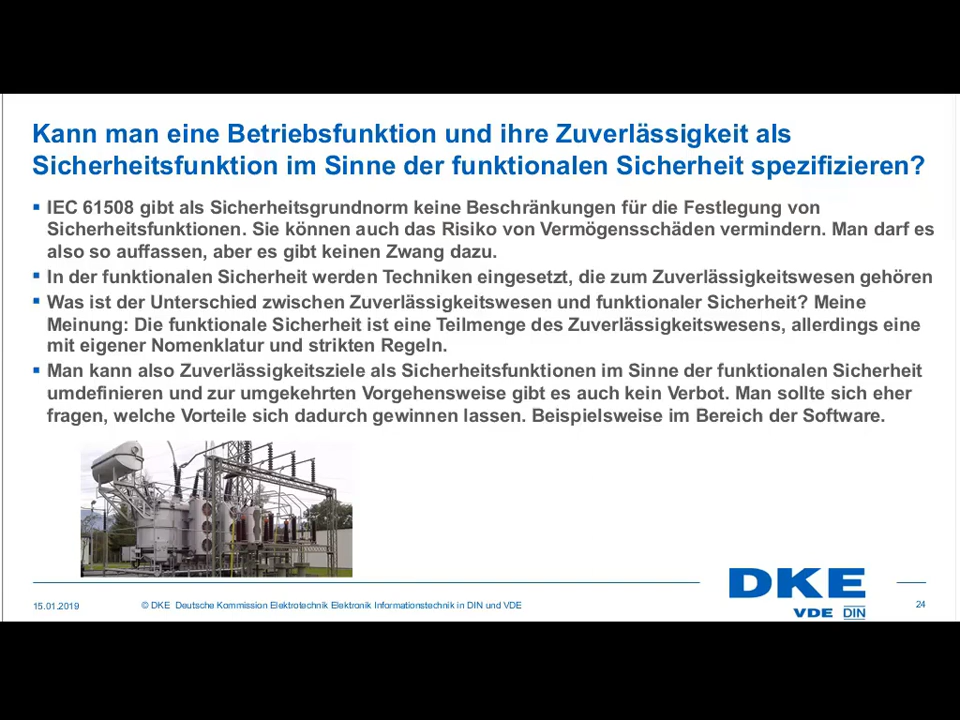 Kann man eine Betriebsfunktion und ihre Zuverlässigkeit als
Sicherheitsfunktion im Sinne der funktionalen Sicherheit spezifizieren?
▪ IEC 61508 gibt als Sicherheitsgrundnorm keine Beschränkungen für die Festlegung von
Sicherheitsfunktionen. Sie können auch das Risiko von Vermögensschäden vermindern. Man darf es
also so auffassen, aber es gibt keinen Zwang dazu.
▪ In der funktionalen Sicherheit werden Techniken eingesetzt, die zum Zuverlässigkeitswesen gehören
▪ Was ist der Unterschied zwischen Zuverlässigkeitswesen und funktionaler Sicherheit? Meine
Meinung: Die funktionale Sicherheit ist eine Teilmenge des Zuverlässigkeitswesens, allerdings eine
mit eigener Nomenklatur und strikten Regeln.
▪ Man kann also Zuverlässigkeitsziele als Sicherheitsfunktionen im Sinne der funktionalen Sicherheit
umdefinieren und zur umgekehrten Vorgehensweise gibt es auch kein Verbot. Man sollte sich eher
fragen, welche Vorteile sich dadurch gewinnen lassen. Beispielsweise im Bereich der Software.
DKE
VDE DIN
15.01.2019
© DKE Deutsche Kommission Elektrotechnik Elektronik Informationstechnik in DIN und VDE
24